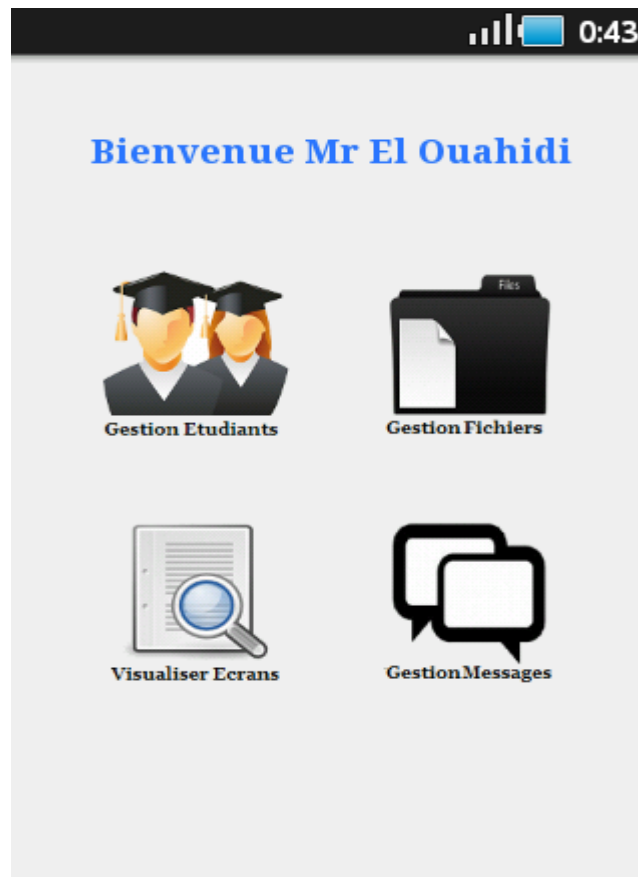 0:43
Bienvenue Mr El Ouahidi
Files
Gestion Etudiants
Gestion Fichiers
Visualiser Ecrans
Gestion Messages